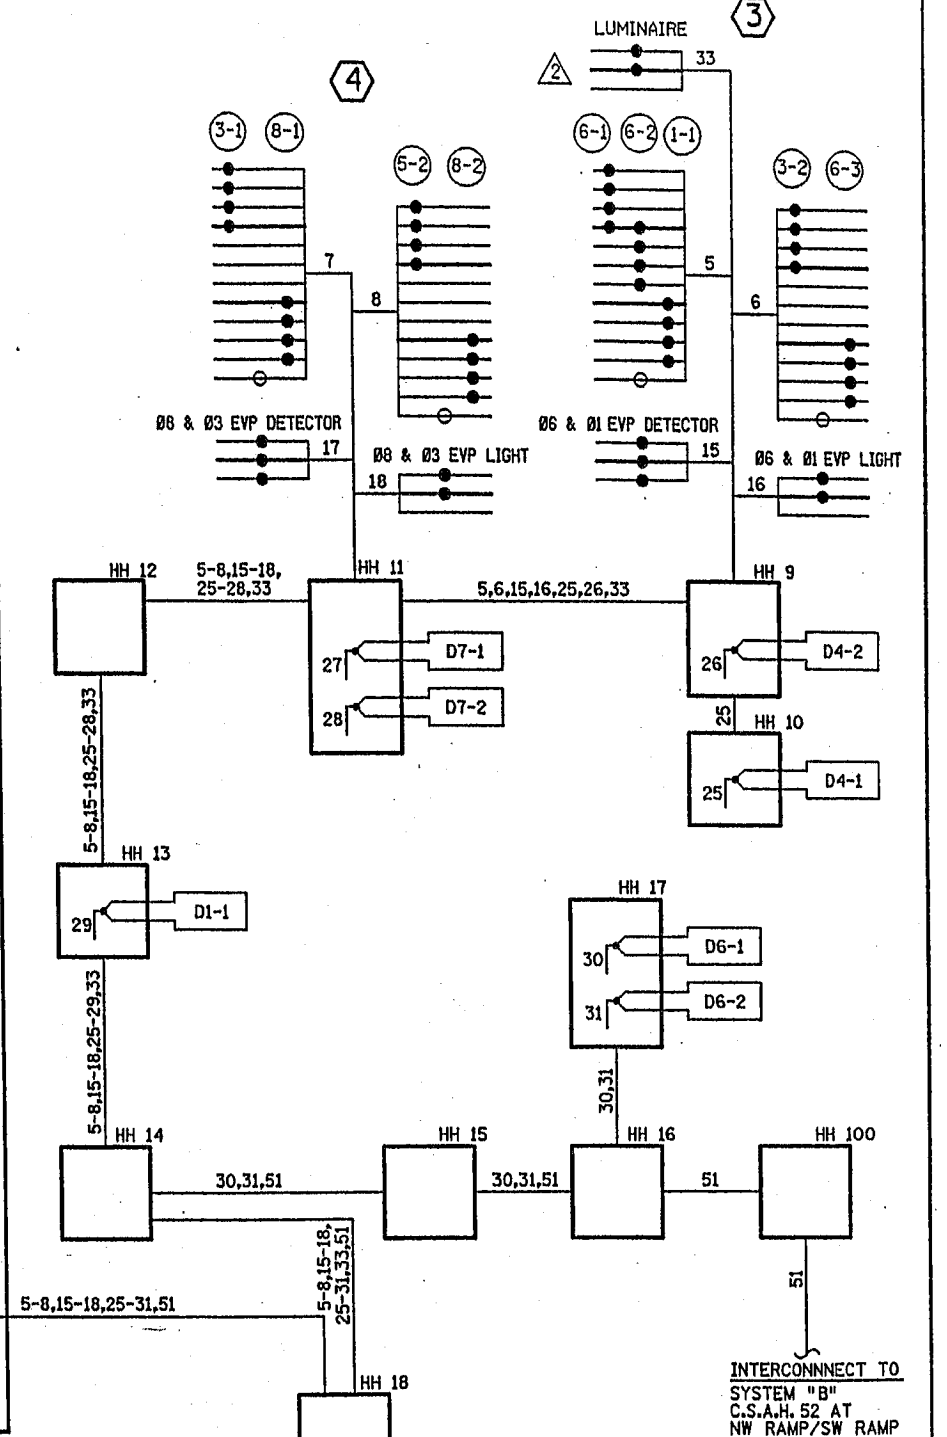 3
LUMINAIRE
33
2
4
3-1 8-1
6-1 6-2 1-1
5-2 8-2
3-2 6-3
7
5
8
6
Ø8 & Ø3 EVP DETECTOR
17
Ø8 & Ø3 EVP LIGHT
18
Ø6 & Ø1 EVP DETECTOR
15
Ø6 & Ø1 EVP LIGHT
16
HH 12
5-8,15-18,
25-28,33
HH 11
5,6,15,16,25,26,33
HH 9
27
D7-1
28
D7-2
26
D4-2
25
HH 10
25
D4-1
5-8,15-18,25-28,33
HH 13
29
D1-1
HH 17
30
D6-1
31
D6-2
5-8,15-18,25-29,33
30,31
HH 14
30,31,51
HH 15
30,31,51
HH 16
51
HH 100
5-8,15-18,
25-31,33,51
51
5-8,15-18,25-31,51
HH 18
INTERCONNNECT TO
SYSTEM "B"
C.S.A.H. 52 AT
NW RAMP/SW RAMP